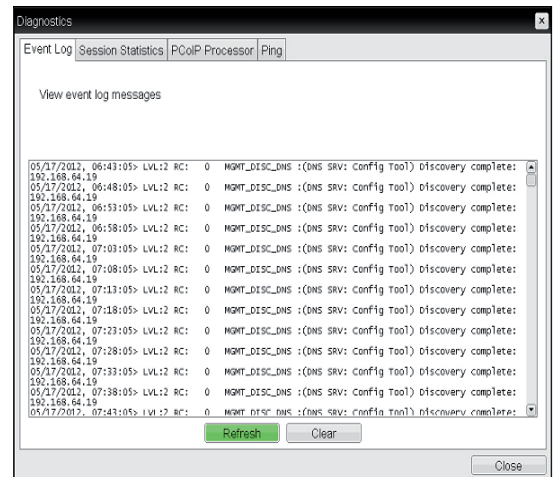 Diagnostics
Event Log
Session Statistics
PCoIP Processor
Ping
View event log messages
05/17/2012, 06:43:05> LVL:2 RC: 0 MGMT_DISC_DNS :(DNS SRV: Config Tool) Discovery complete:
192.168.64.19
05/17/2012, 06:48:05> LVL:2 RC: 0 MGMT_DISC_DNS :(DNS SRV: Config Tool) Discovery complete:
192.168.64.19
05/17/2012, 06:53:05> LVL:2 RC: 0 MGMT_DISC_DNS :(DNS SRV: Config Tool) Discovery complete:
192.168.64.19
05/17/2012, 06:58:05> LVL:2 RC: 0 MGMT_DISC_DNS :(DNS SRV: Config Tool) Discovery complete:
192.168.64.19
05/17/2012, 07:03:05> LVL:2 RC: 0 MGMT_DISC_DNS :(DNS SRV: Config Tool) Discovery complete:
192.168.64.19
05/17/2012, 07:08:05> LVL:2 RC: 0 MGMT_DISC_DNS :(DNS SRV: Config Tool) Discovery complete:
192.168.64.19
05/17/2012, 07:13:05> LVL:2 RC: 0 MGMT_DISC_DNS :(DNS SRV: Config Tool) Discovery complete:
192.168.64.19
05/17/2012, 07:18:05> LVL:2 RC: 0 MGMT_DISC_DNS :(DNS SRV: Config Tool) Discovery complete:
192.168.64.19
05/17/2012, 07:23:05> LVL:2 RC: 0 MGMT_DISC_DNS :(DNS SRV: Config Tool) Discovery complete:
192.168.64.19
05/17/2012, 07:28:05> LVL:2 RC: 0 MGMT_DISC_DNS :(DNS SRV: Config Tool) Discovery complete:
192.168.64.19
05/17/2012, 07:33:05> LVL:2 RC: 0 MGMT_DISC_DNS :(DNS SRV: Config Tool) Discovery complete:
192.168.64.19
05/17/2012, 07:38:05> LVL:2 RC: 0 MGMT_DISC_DNS :(DNS SRV: Config Tool) Discovery complete:
192.168.64.19
05/17/2012, 07:43:05> LVL:2 RC: 0 MGMT_DISC_DNS :(DNS SRV: Config Tool) Discovery complete:
Refresh
Clear
Close